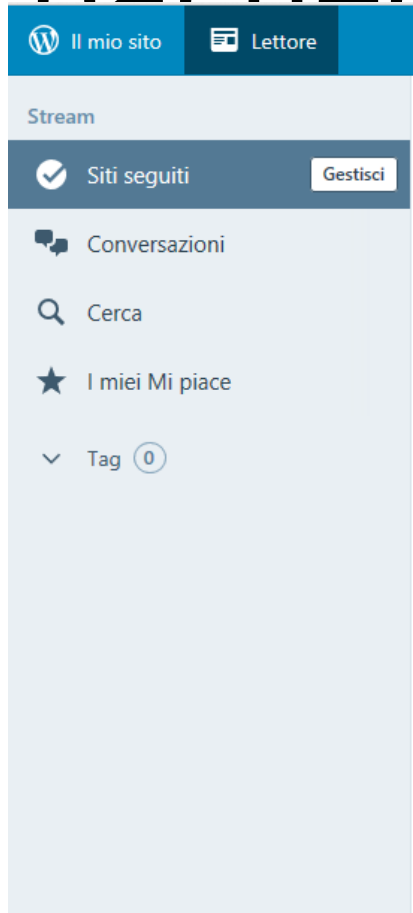 Il mio sito Lettore
Stream
Siti seguiti Gestisci
Conversazioni
Cerca
I miei Mi piace
Tag 0